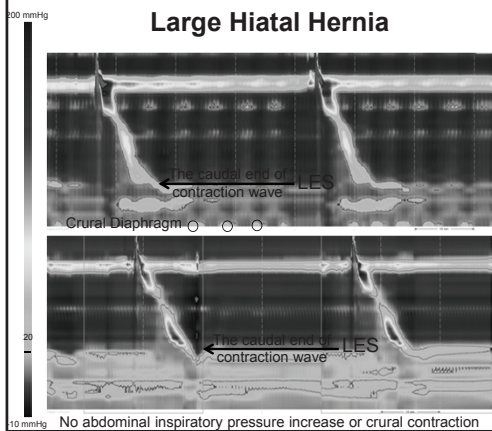 200 mmHg
Large Hiatal Hernia
The caudal end of
contraction wave
LES
Crural Diaphragm
The caudal end of
contraction wave
LES
20
-10 mmHg
No abdominal inspiratory pressure increase or crural contraction